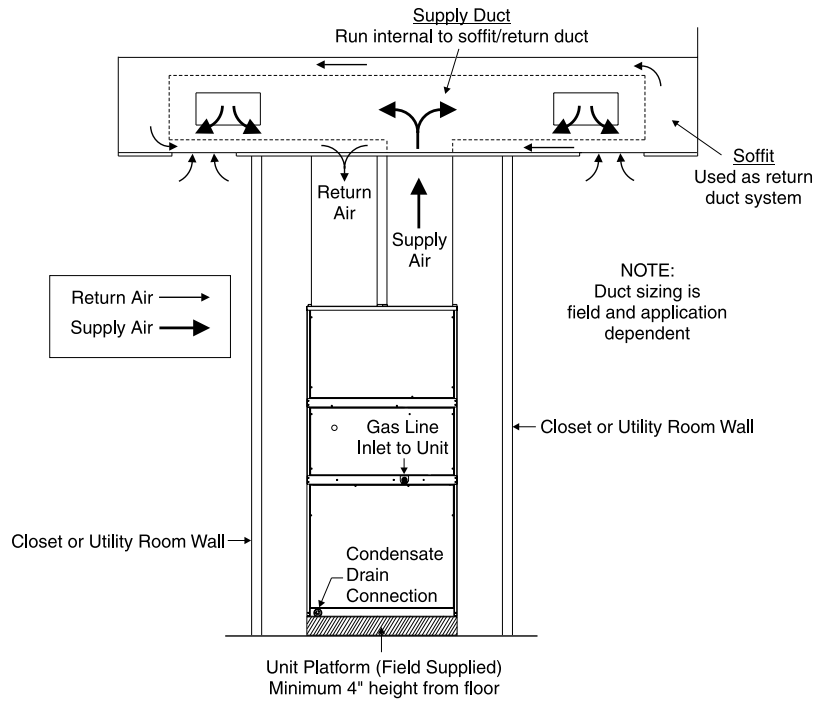 Supply Duct
Run internal to soffit/return duct
Soffit
Used as return
duct system
Return
Air
Supply
Air
NOTE:
Duct sizing is
field and application
dependent
Return Air
Supply Air
Gas Line
Inlet to Unit
Closet or Utility Room Wall
Closet or Utility Room Wall
Condensate
Drain
Connection
Unit Platform (Field Supplied)
Minimum 4" height from floor